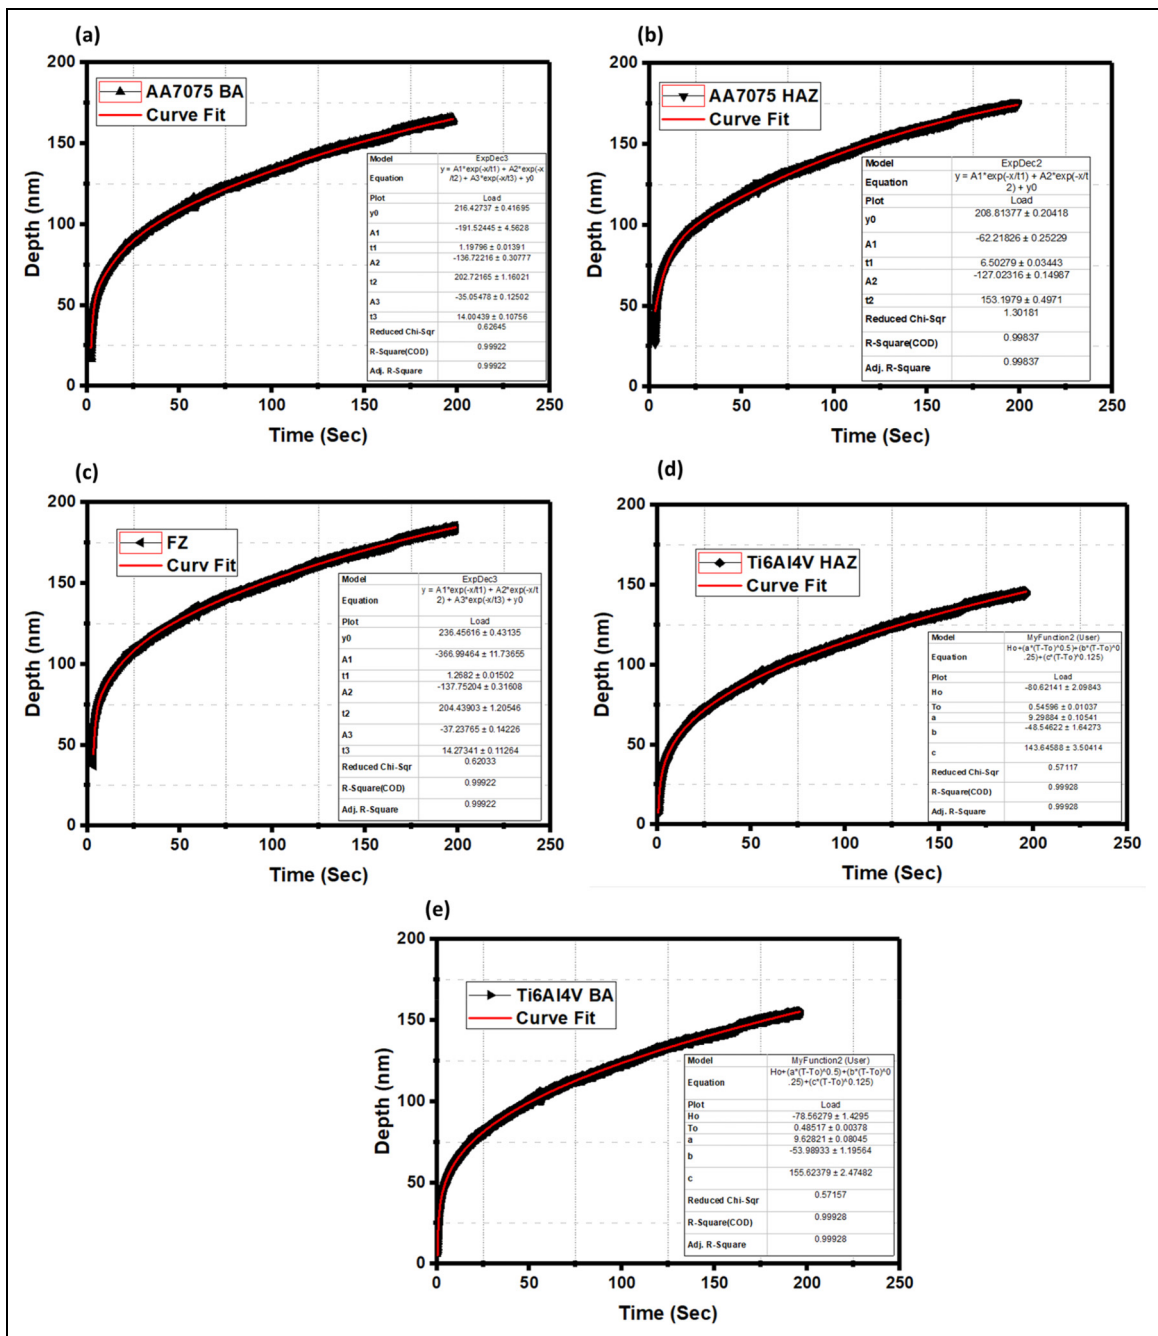 (a)
200
150
100
50
0
0 50 100 150 200 250
Depth (nm)
Time (Sec)
AA7075 BA
Curve Fit
Model ExpDec3
Equation y = A1*exp(-x/t1) + A2*exp(-x
/t2) + A3*exp(-x/t3) + y0
Plot Load
y0 216.42737 ± 0.41695
A1 -191.52445 ± 4.5628
t1 1.19796 ± 0.01391
A2 -136.72216 ± 0.30777
t2 202.72165 ± 1.16021
A3 -35.05478 ± 0.12502
t3 14.00439 ± 0.10756
Reduced Chi-Sqr 0.62645
R-Square(COD) 0.99922
Adj. R-Square 0.99922
(b)
200
150
100
50
0
0 50 100 150 200 250
Depth (nm)
Time (Sec)
AA7075 HAZ
Curve Fit
Model ExpDec2
Equation y = A1*exp(-x/t1) + A2*exp(-x/t
2) + y0
Plot Load
y0 208.81377 ± 0.20418
A1 -62.21826 ± 0.25229
t1 6.50279 ± 0.03443
A2 -127.02316 ± 0.14987
t2 153.1979 ± 0.4971
Reduced Chi-Sqr 1.30181
R-Square(COD) 0.99837
Adj. R-Square 0.99837
(c)
200
150
100
50
0
0 50 100 150 200 250
Depth (nm)
Time (Sec)
FZ
Curv Fit
Model ExpDec3
Equation y = A1*exp(-x/t1) + A2*exp(-x/t
2) + A3*exp(-x/t3) + y0
Plot Load
y0 236.45616 ± 0.43135
A1 -366.99464 ± 11.73655
t1 1.2682 ± 0.01502
A2 -137.75204 ± 0.31608
t2 204.43903 ± 1.20546
A3 -37.23765 ± 0.14226
t3 14.27341 ± 0.11264
Reduced Chi-Sqr 0.62033
R-Square(COD) 0.99922
Adj. R-Square 0.99922
(d)
200
150
100
50
0
0 50 100 150 200 250
Depth (nm)
Time (Sec)
Ti6Al4V HAZ
Curve Fit
Model MyFunction2 (User)
Equation Ho+(a*(T-To)^0.5)+(b*(T-To)^0
.25)+(c*(T-To)^0.125)
Plot Load
Ho -80.62141 ± 2.09843
To 0.54596 ± 0.01037
a 9.29884 ± 0.10541
b -48.54622 ± 1.64273
c 143.64588 ± 3.50414
Reduced Chi-Sqr 0.57117
R-Square(COD) 0.99928
Adj. R-Square 0.99928
(e)
200
150
100
50
0
0 50 100 150 200 250
Depth (nm)
Time (Sec)
Ti6Al4V BA
Curve Fit
Model MyFunction2 (User)
Equation Ho+(a*(T-To)^0.5)+(b*(T-To)^0
.25)+(c*(T-To)^0.125)
Plot Load
Ho -78.56279 ± 1.4295
To 0.48517 ± 0.00378
a 9.62821 ± 0.08045
b -53.98933 ± 1.19564
c 155.62379 ± 2.47482
Reduced Chi-Sqr 0.57157
R-Square(COD) 0.99928
Adj. R-Square 0.99928